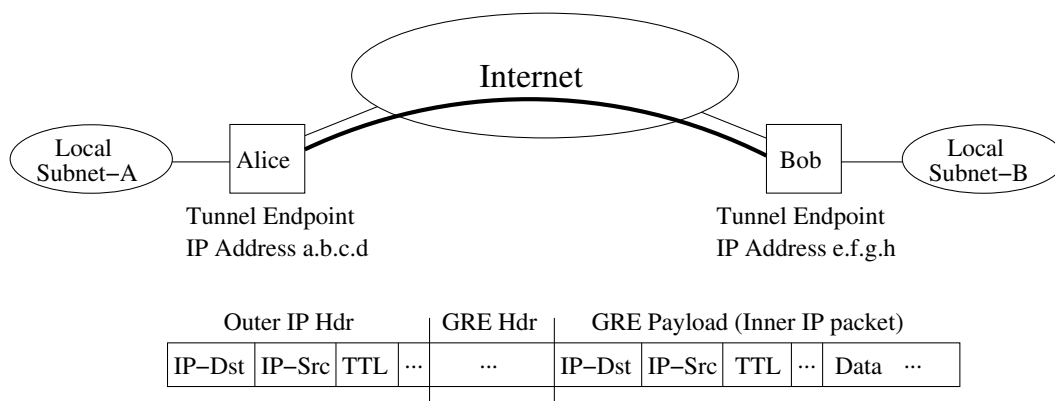 Internet
Local
Subnet−A
Alice
Bob
Local
Subnet−B
Tunnel Endpoint
IP Address a.b.c.d
Tunnel Endpoint
IP Address e.f.g.h
Outer IP Hdr
GRE Hdr
GRE Payload (Inner IP packet)
IP−Dst IP−Src TTL ... ... IP−Dst IP−Src TTL ... Data ...